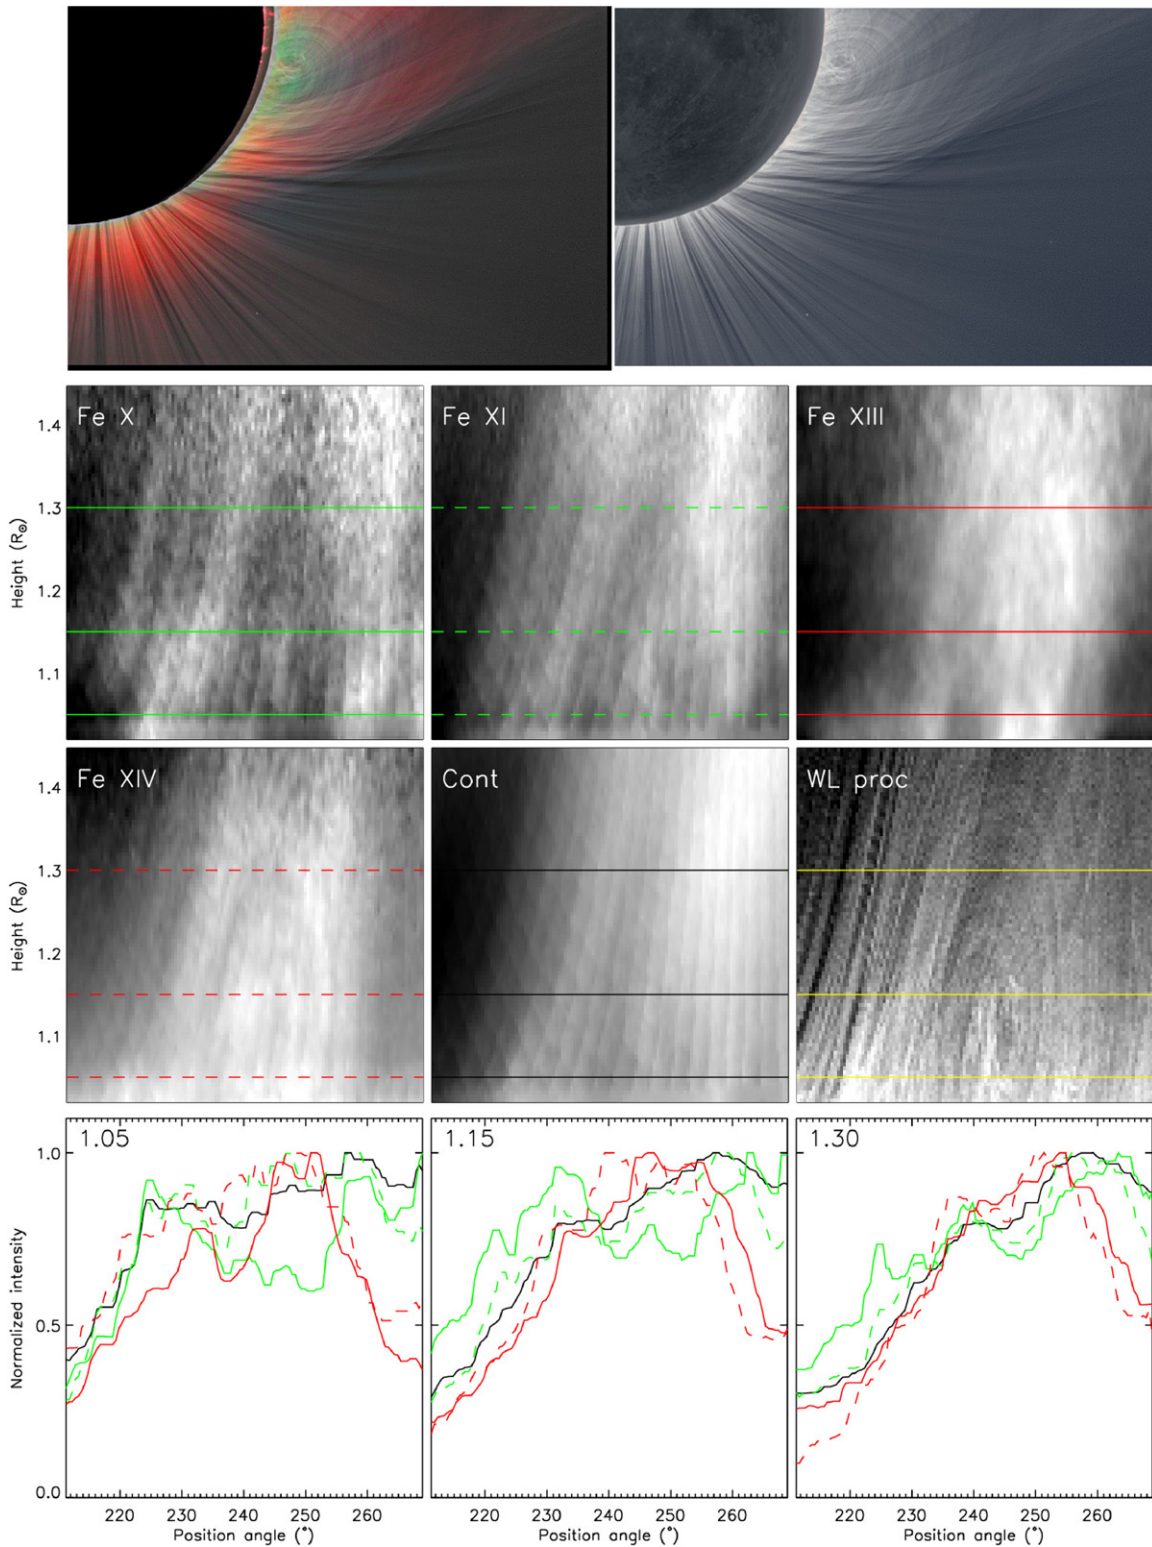 Fe X
Fe XI
Fe XIII
1.4
1.3
1.2
1.1
Height (R⊙)
Fe XIV
Cont
WL proc
1.4
1.3
1.2
1.1
Height (R⊙)
1.05
1.15
1.30
1.0
0.5
0.0
Normalized intensity
220 230 240 250 260
220 230 240 250 260
220 230 240 250 260
Position angle (°)
Position angle (°)
Position angle (°)